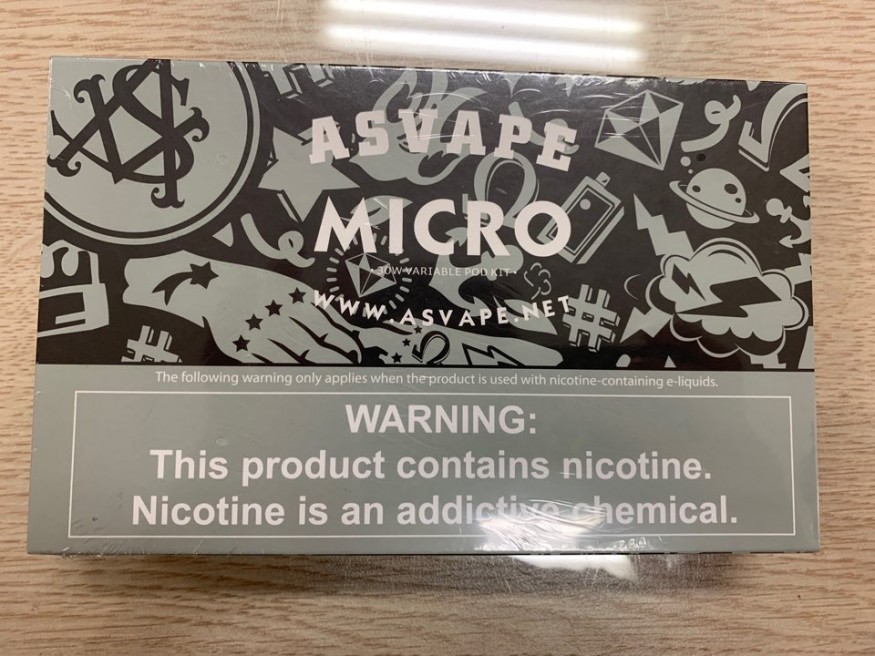 ASVAPE
MICRO
•30W VARIABLE POD KIT•
WWW.ASVAPE.NET
The following warning only applies when the product is used with nicotine-containing e-liquids.
WARNING:
This product contains nicotine.
Nicotine is an addictive chemical.